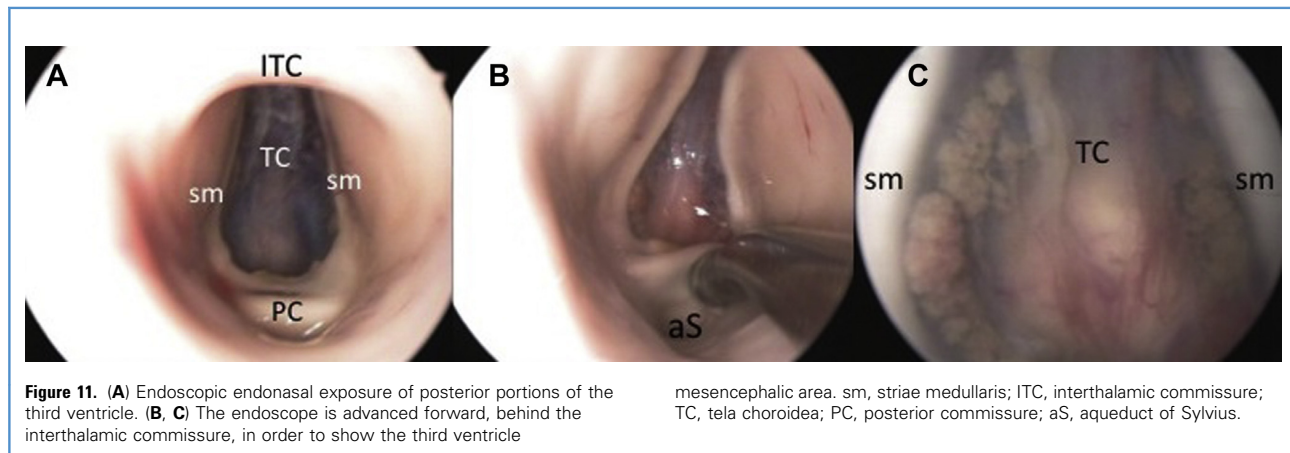 A
ITC
TC
sm
sm
PC
B
aS
C
TC
sm
sm
Figure 11. (A) Endoscopic endonasal exposure of posterior portions of the
third ventricle. (B, C) The endoscope is advanced forward, behind the
interthalamic commissure, in order to show the third ventricle
mesencephalic area. sm, striae medullaris; ITC, interthalamic commissure;
TC, tela choroidea; PC, posterior commissure; aS, aqueduct of Sylvius.